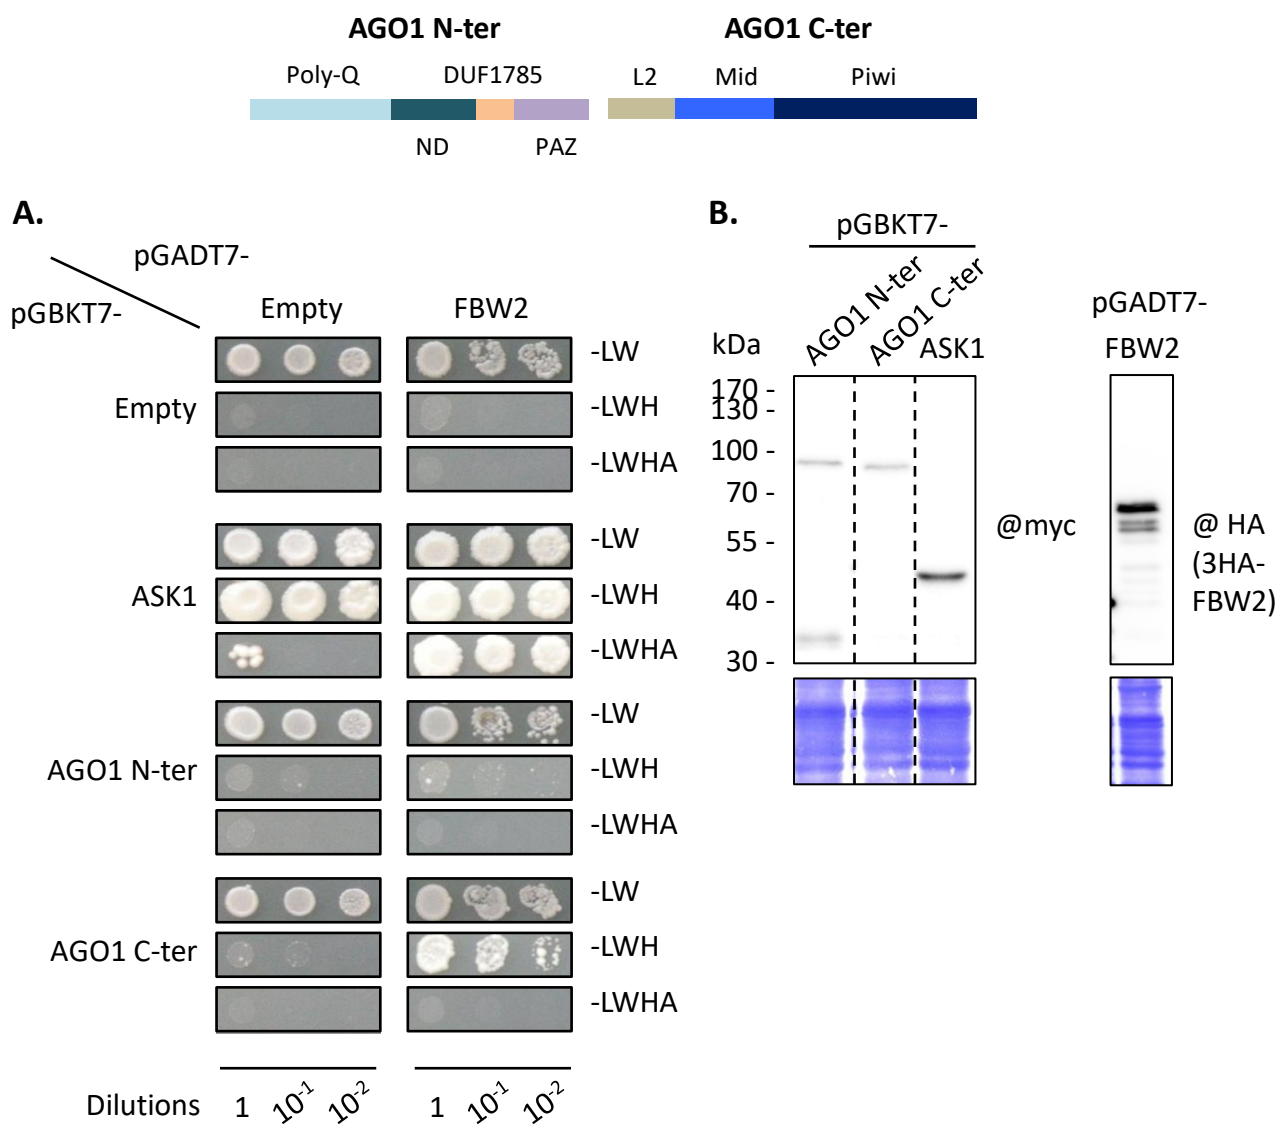 AGO1 N-ter AGO1 C-ter
Poly-Q DUF1785 L2 Mid Piwi
ND PAZ
A.
pGADT7-
pGBKT7-
Empty FBW2
Empty
-LW
-LWH
-LWHA
ASK1
-LW
-LWH
-LWHA
AGO1 N-ter
-LW
-LWH
-LWHA
AGO1 C-ter
-LW
-LWH
-LWHA
Dilutions 1 10-1 10-2 1 10-1 10-2
B.
pGBKT7-
AGO1 N-ter AGO1 C-ter ASK1
pGADT7-
FBW2
kDa
170 -
130 -
100 -
70 -
55 -
40 -
30 -
@myc
@ HA
(3HA-
FBW2)